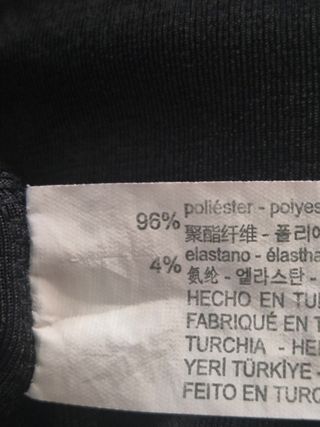 96% poliéster - polyes
聚酯纤维 - 폴리에
4% elastano - élastha
氨纶 - 엘라스탄 -
HECHO EN TU
FABRIQUÉ EN T
TURCHIA - HE
YERİ TÜRKİYE -
FEITO EN TURQ